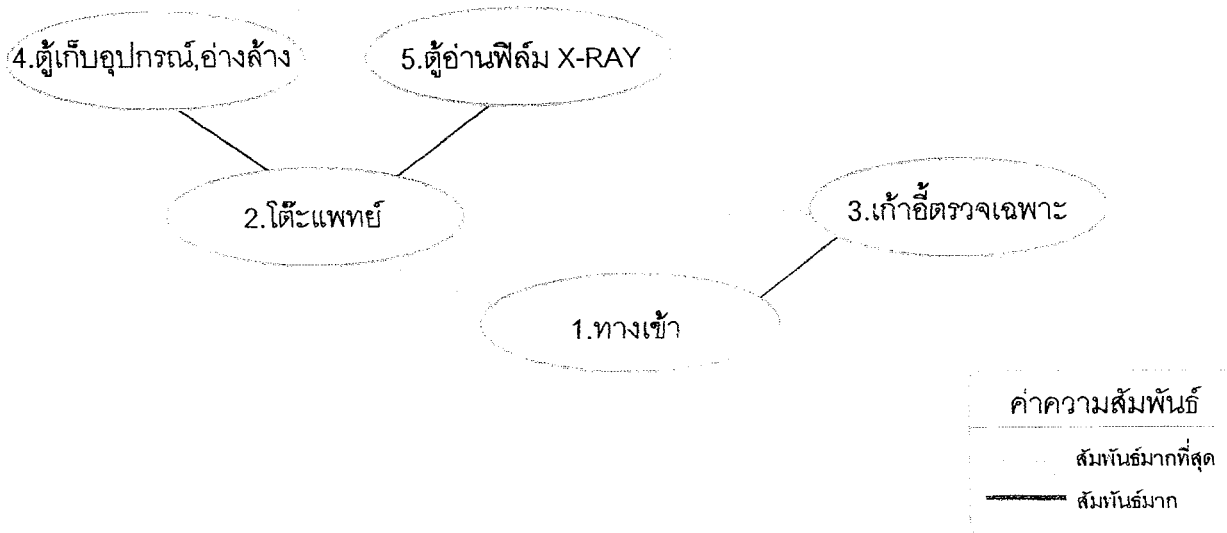 4.ตู้เก็บอุปกรณ์,อ่างล้าง
5.ตู้อ่านฟิล์ม X-RAY
2.โต๊ะแพทย์
3.เก้าอี้ตรวจเฉพาะ
1.ทางเข้า
ค่าความสัมพันธ์
สัมพันธ์มากที่สุด
สัมพันธ์มาก